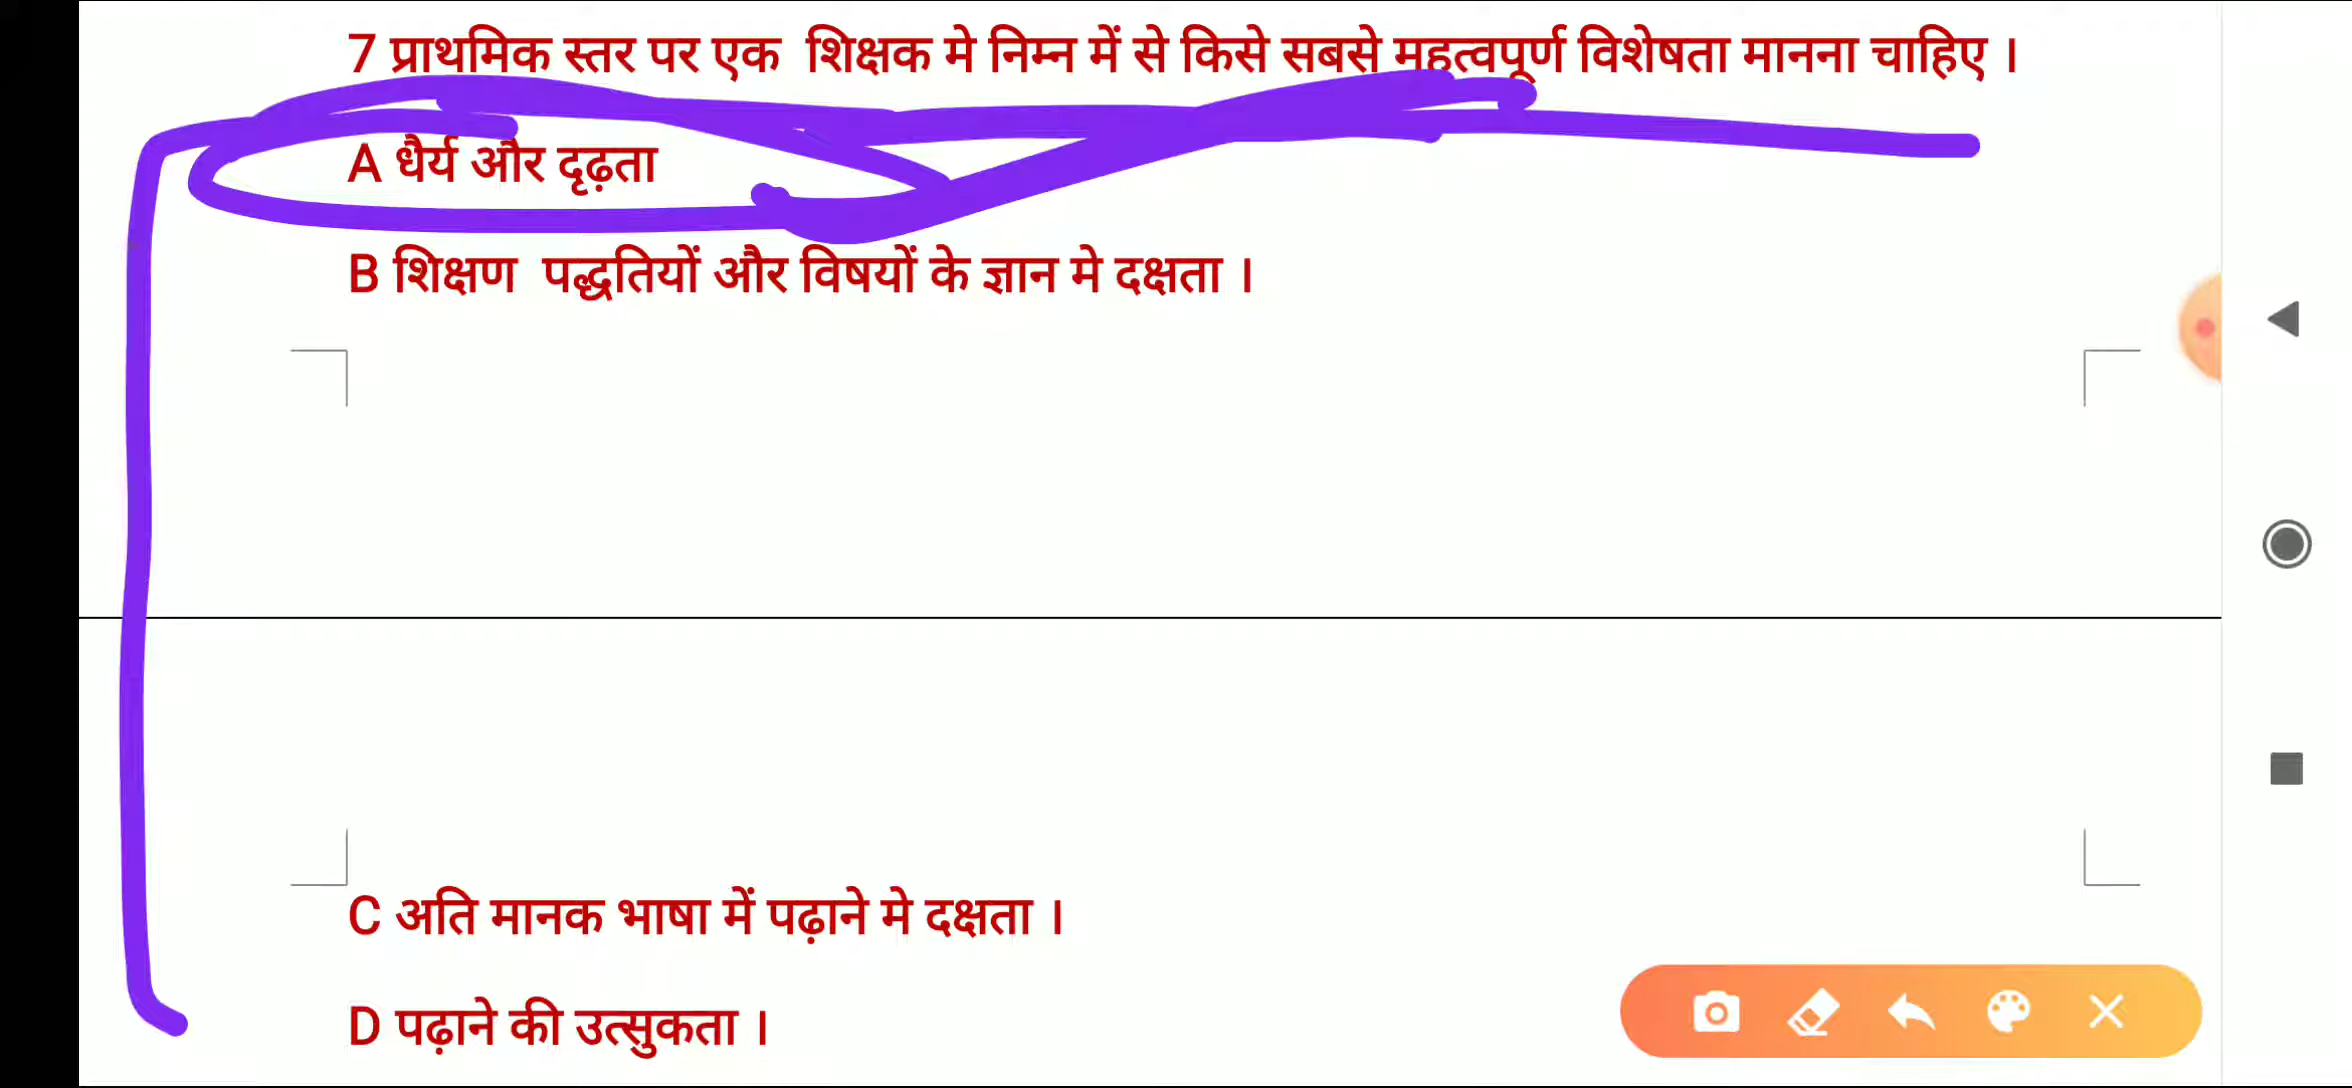 7 प्राथमिक स्तर पर एक शिक्षक मे निम्न में से किसे सबसे महत्वपूर्ण विशेषता मानना चाहिए ।
A धैर्य और दृढ़ता
B शिक्षण पद्धतियों और विषयों के ज्ञान मे दक्षता ।
C अति मानक भाषा में पढ़ाने मे दक्षता ।
D पढ़ाने की उत्सुकता ।